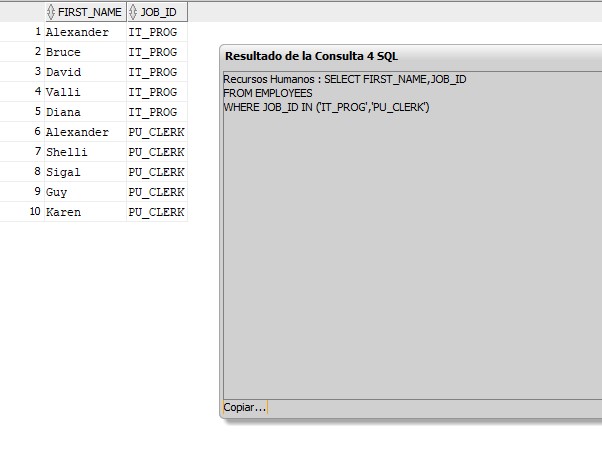 FIRST_NAME JOB_ID
1 Alexander IT_PROG
2 Bruce IT_PROG
3 David IT_PROG
4 Valli IT_PROG
5 Diana IT_PROG
6 Alexander PU_CLERK
7 Shelli PU_CLERK
8 Sigal PU_CLERK
9 Guy PU_CLERK
10 Karen PU_CLERK
Resultado de la Consulta 4 SQL
Recursos Humanos : SELECT FIRST_NAME,JOB_ID
FROM EMPLOYEES
WHERE JOB_ID IN ('IT_PROG','PU_CLERK')
Copiar...